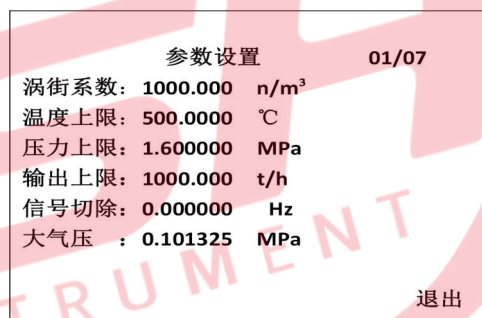 参数设置 01/07
涡街系数: 1000.000 n/m³
温度上限: 500.0000 ℃
压力上限: 1.600000 MPa
输出上限: 1000.000 t/h
信号切除: 0.000000 Hz
大气压 : 0.101325 MPa
退出
TRUMENT